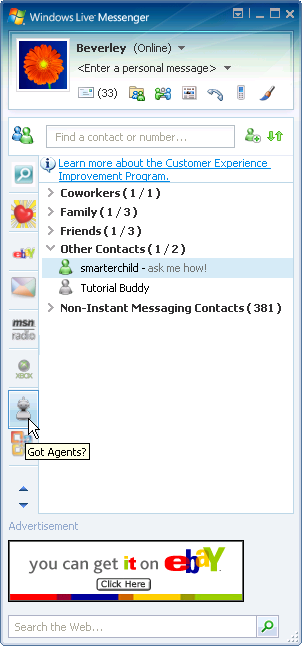 Windows Live Messenger
Beverley (Online)
<Enter a personal message>
(33)
Find a contact or number...
Learn more about the Customer Experience
Improvement Program.
Coworkers ( 1 / 1 )
Family ( 1 / 3 )
Friends ( 1 / 3 )
Other Contacts ( 1 / 2 )
smarterchild - ask me how!
Tutorial Buddy
Non-Instant Messaging Contacts ( 381 )
ebY
msn
radio
XBOX
Got Agents?
Advertisement
you can get it on ebaY
Click Here
Search the Web...